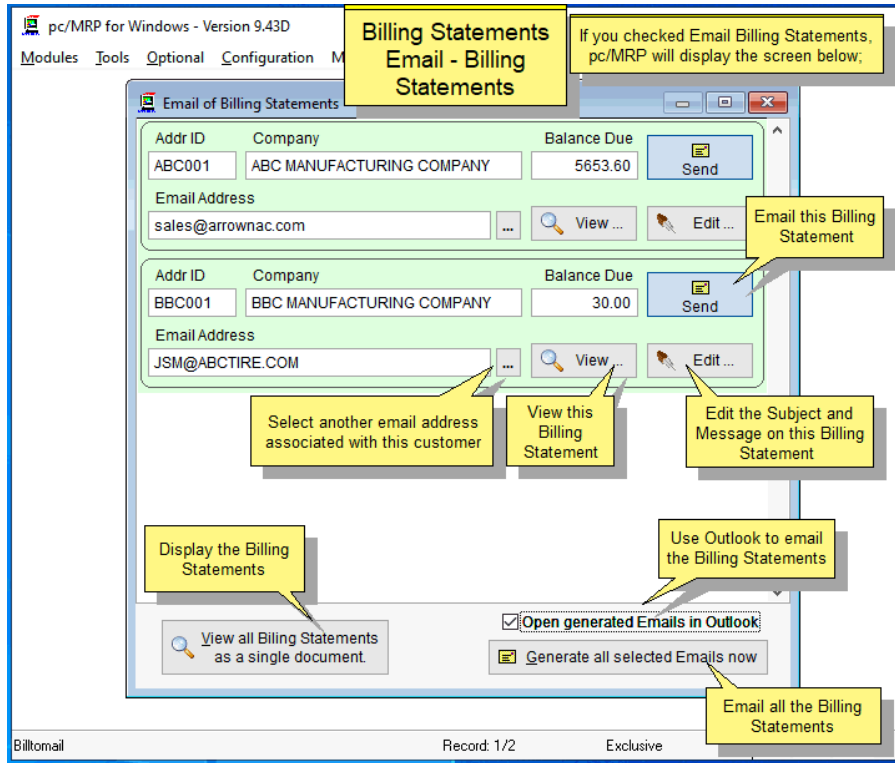 pc/MRP for Windows - Version 9.43D
Billing Statements
Email - Billing
Statements
If you checked Email Billing Statements,
pc/MRP will display the screen below;
Modules Tools Optional Configuration M
Email of Billing Statements
Addr ID Company Balance Due
ABC001 ABC MANUFACTURING COMPANY 5653.60 Send
Email Address
sales@arrownac.com ... View ... Edit ...
Email this Billing
Statement
Addr ID Company Balance Due
BBC001 BBC MANUFACTURING COMPANY 30.00 Send
Email Address
JSM@ABCTIRE.COM ... View ... Edit ...
Select another email address
associated with this customer
View this
Billing
Statement
Edit the Subject and
Message on this Billing
Statement
Display the Billing
Statements
Use Outlook to email
the Billing Statements
View all Biling Statements
as a single document.
Open generated Emails in Outlook
Generate all selected Emails now
Email all the Billing
Statements
Billtomail Record: 1/2 Exclusive